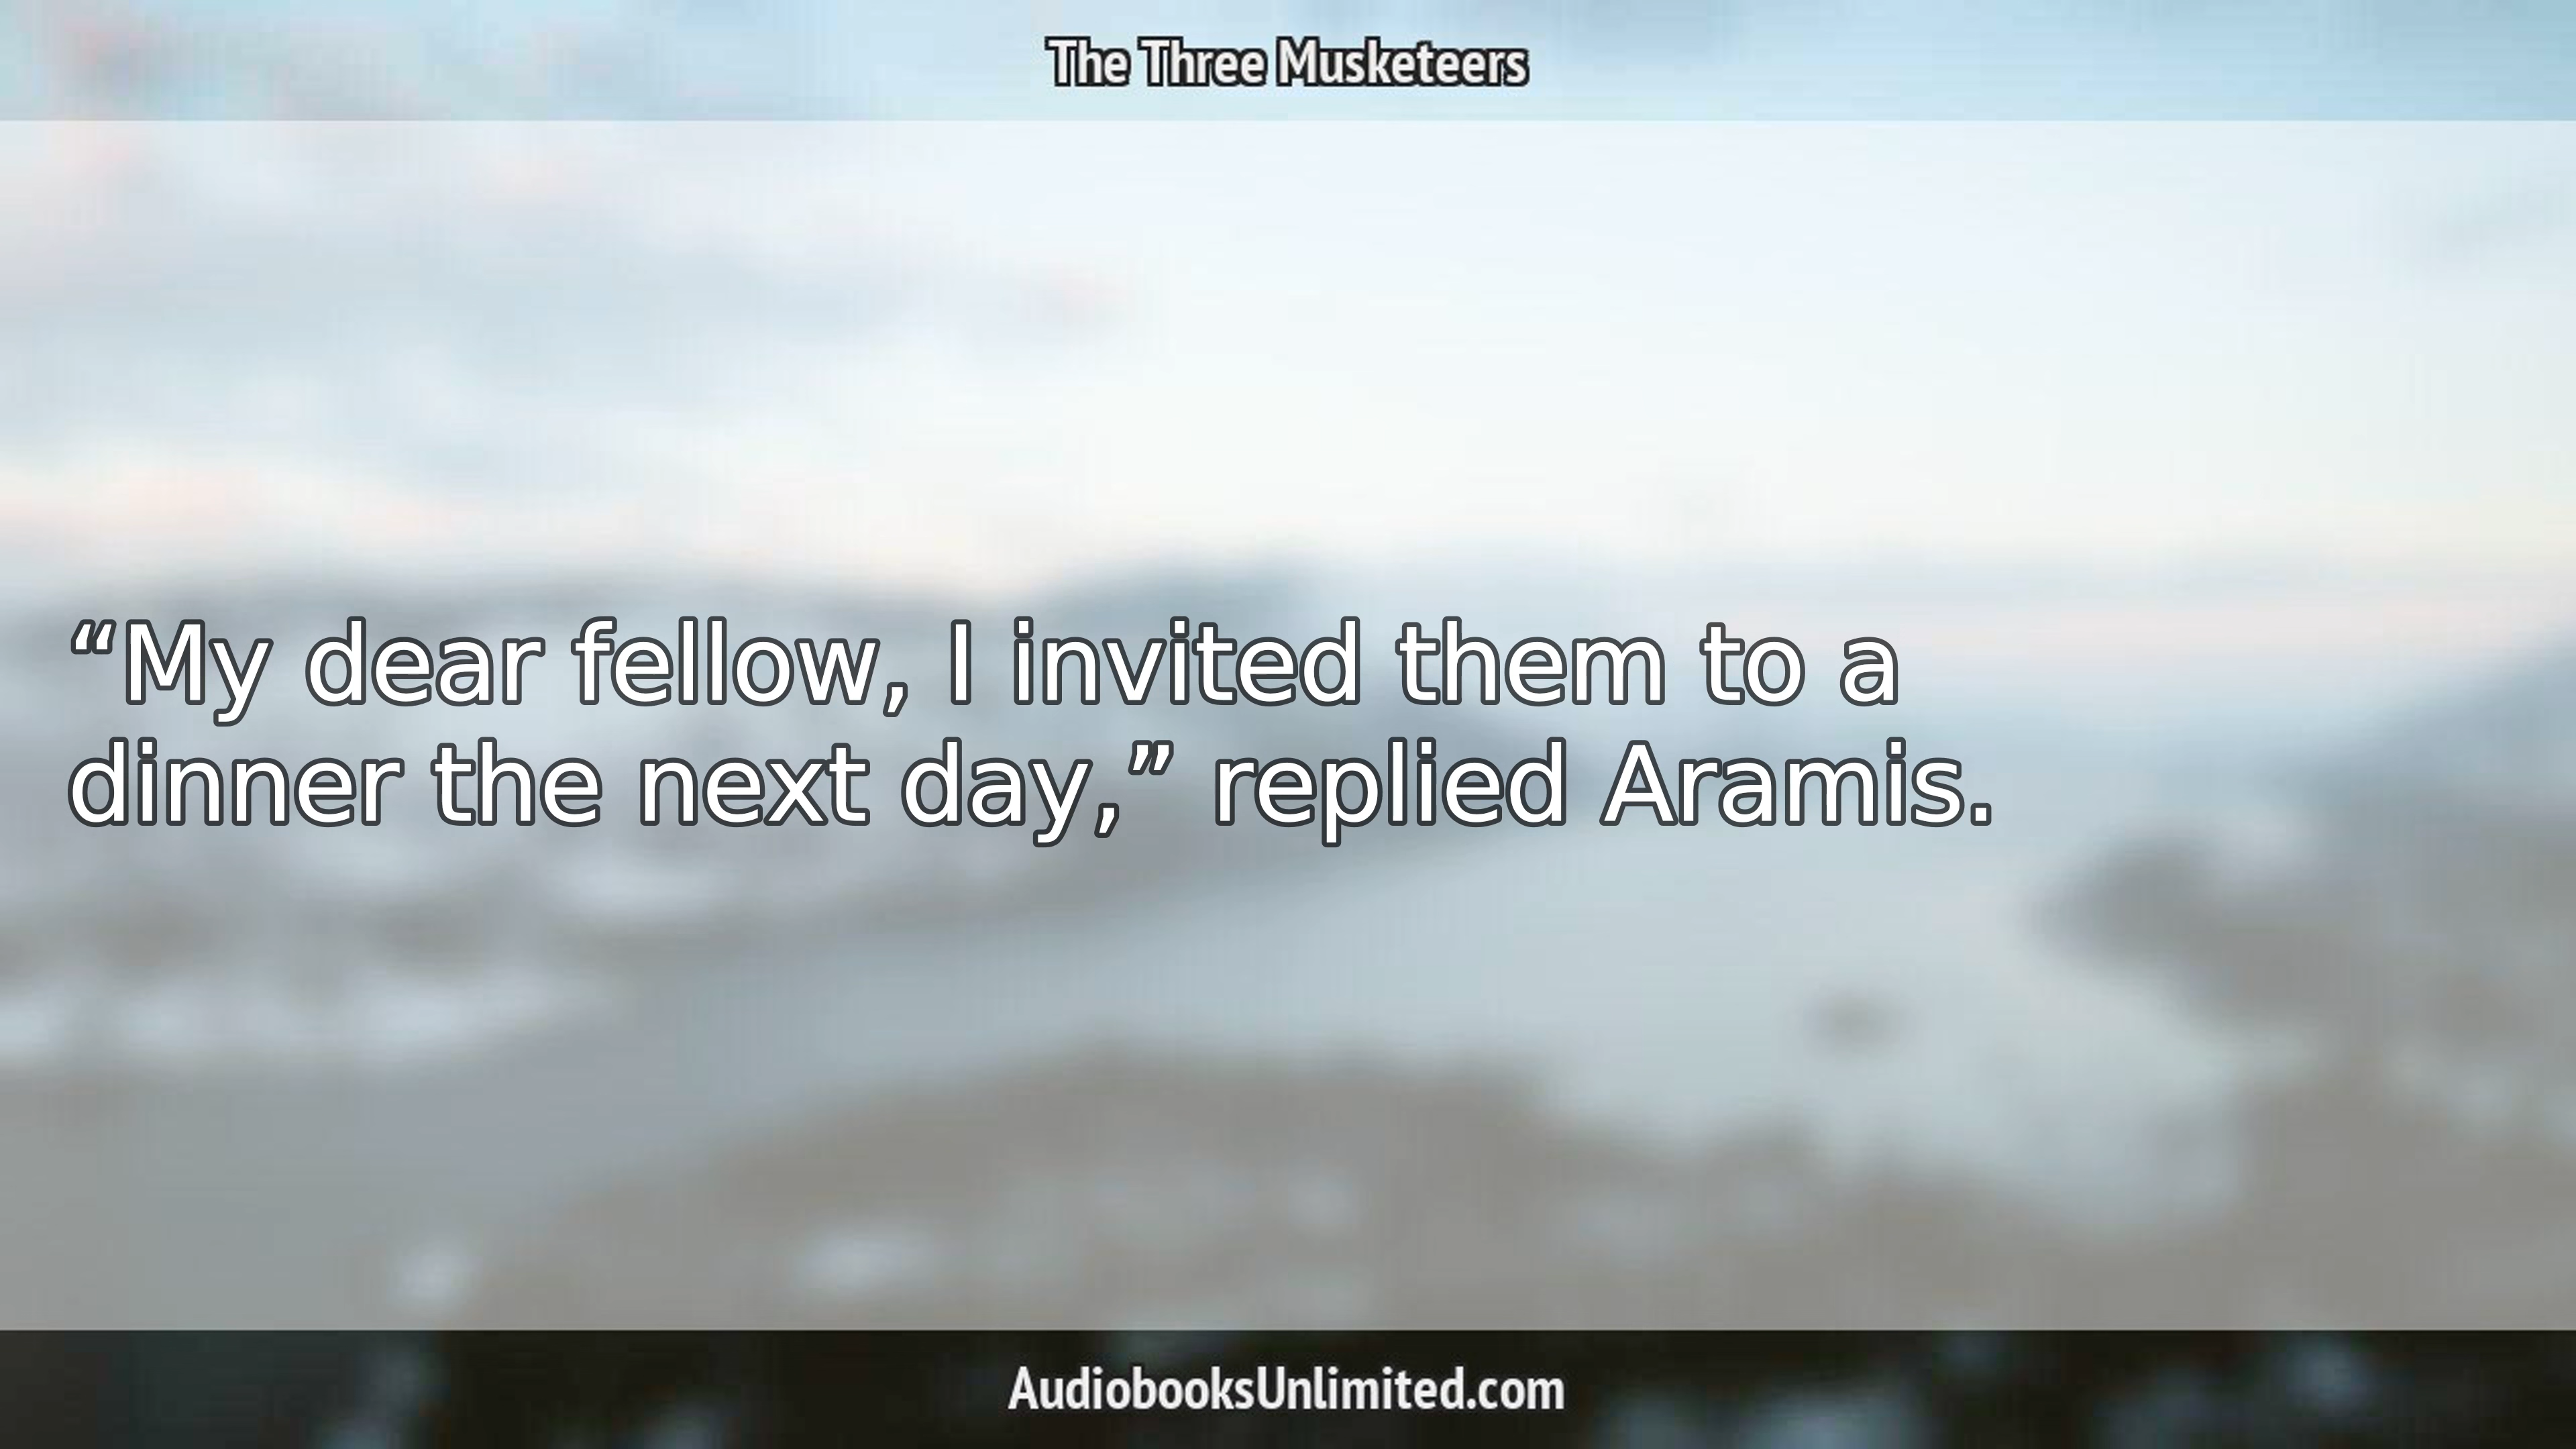 The Three Musketeers
“My dear fellow, I invited them to a
dinner the next day,” replied Aramis.
AudiobooksUnlimited.com